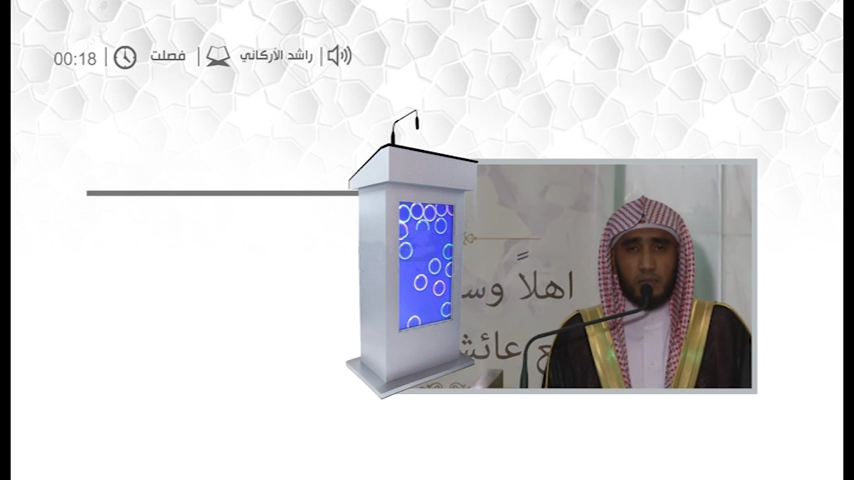 راشد الأركاني | فصلت | 00:18
اهلاً وس
ع عائش